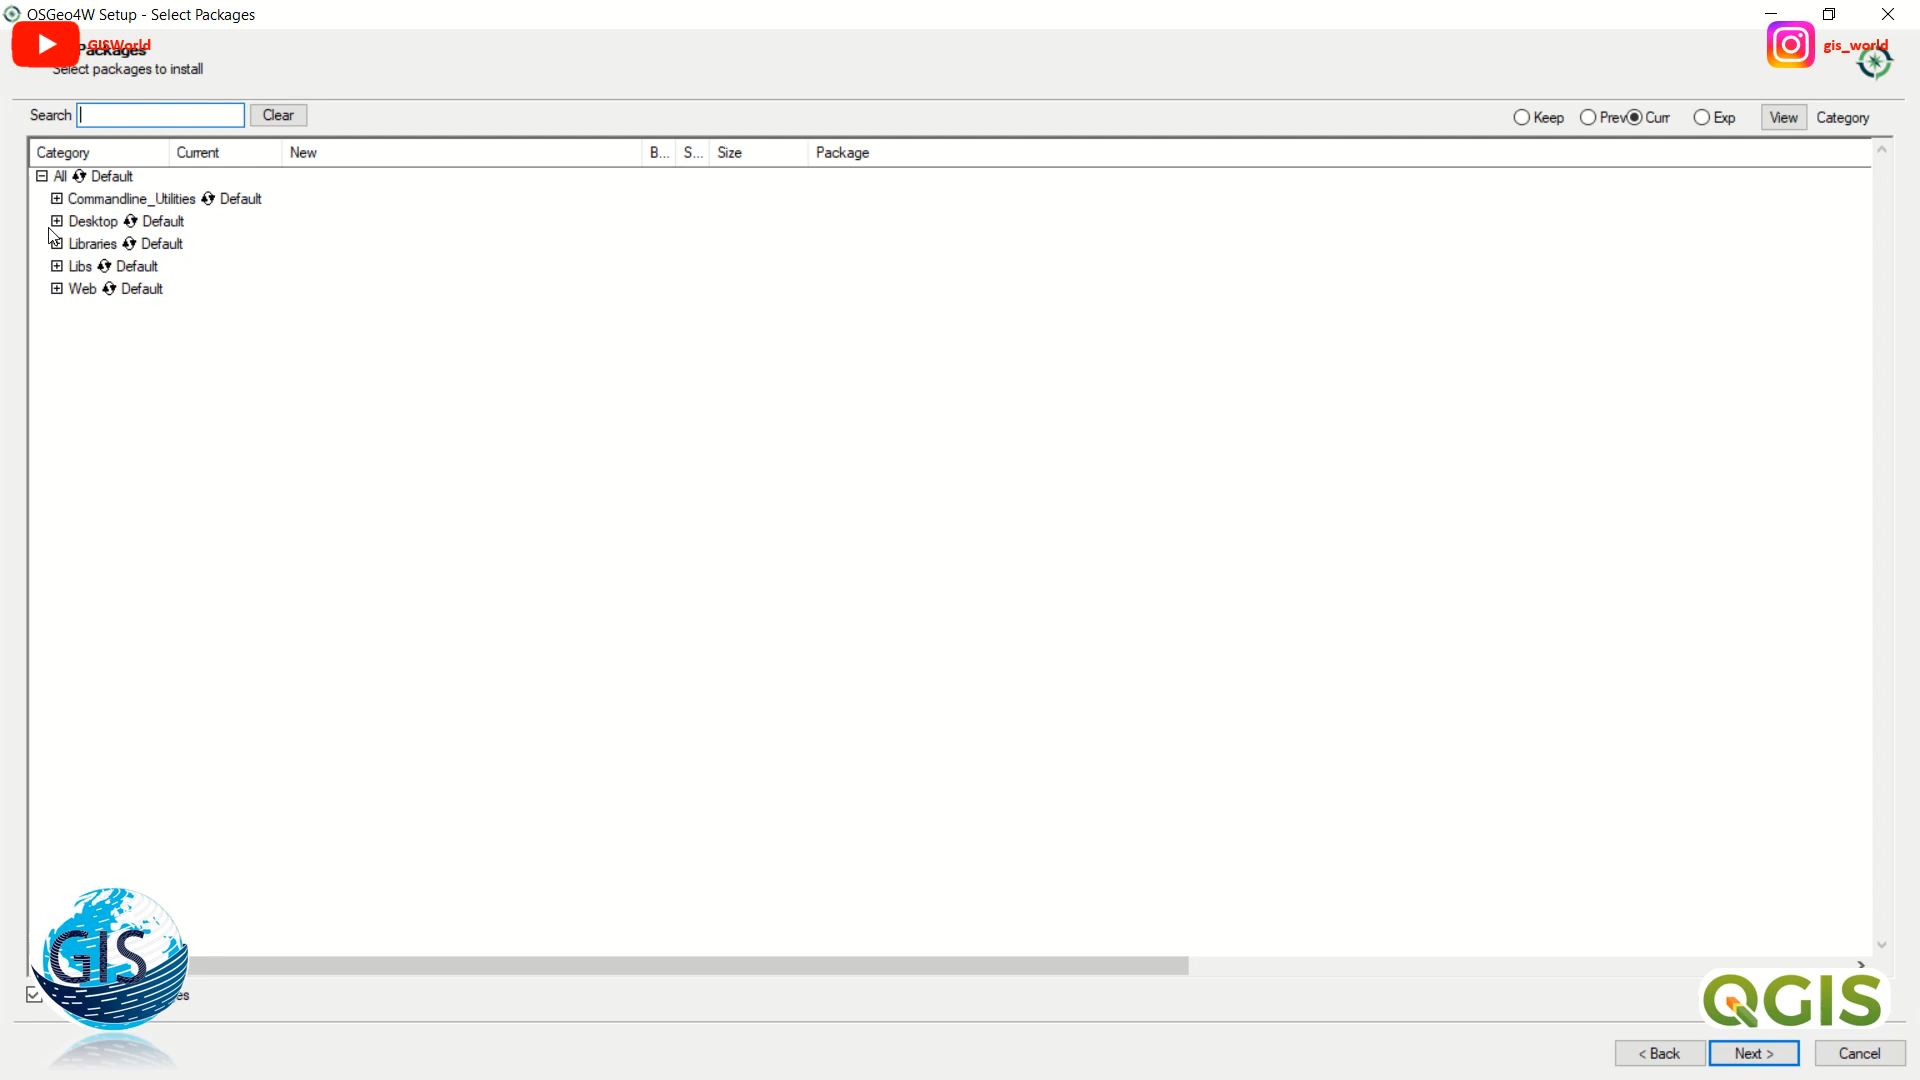 OSGeo4W Setup - Select Packages
GISWorld
Packages
Select packages to install
gis_world
Search
Clear
Keep
Prev
Curr
Exp
View
Category
Category
Current
New
B...
S...
Size
Package
All Default
Commandline_Utilities Default
Desktop Default
Libraries Default
Libs Default
Web Default
GIS
QGIS
< Back
Next >
Cancel